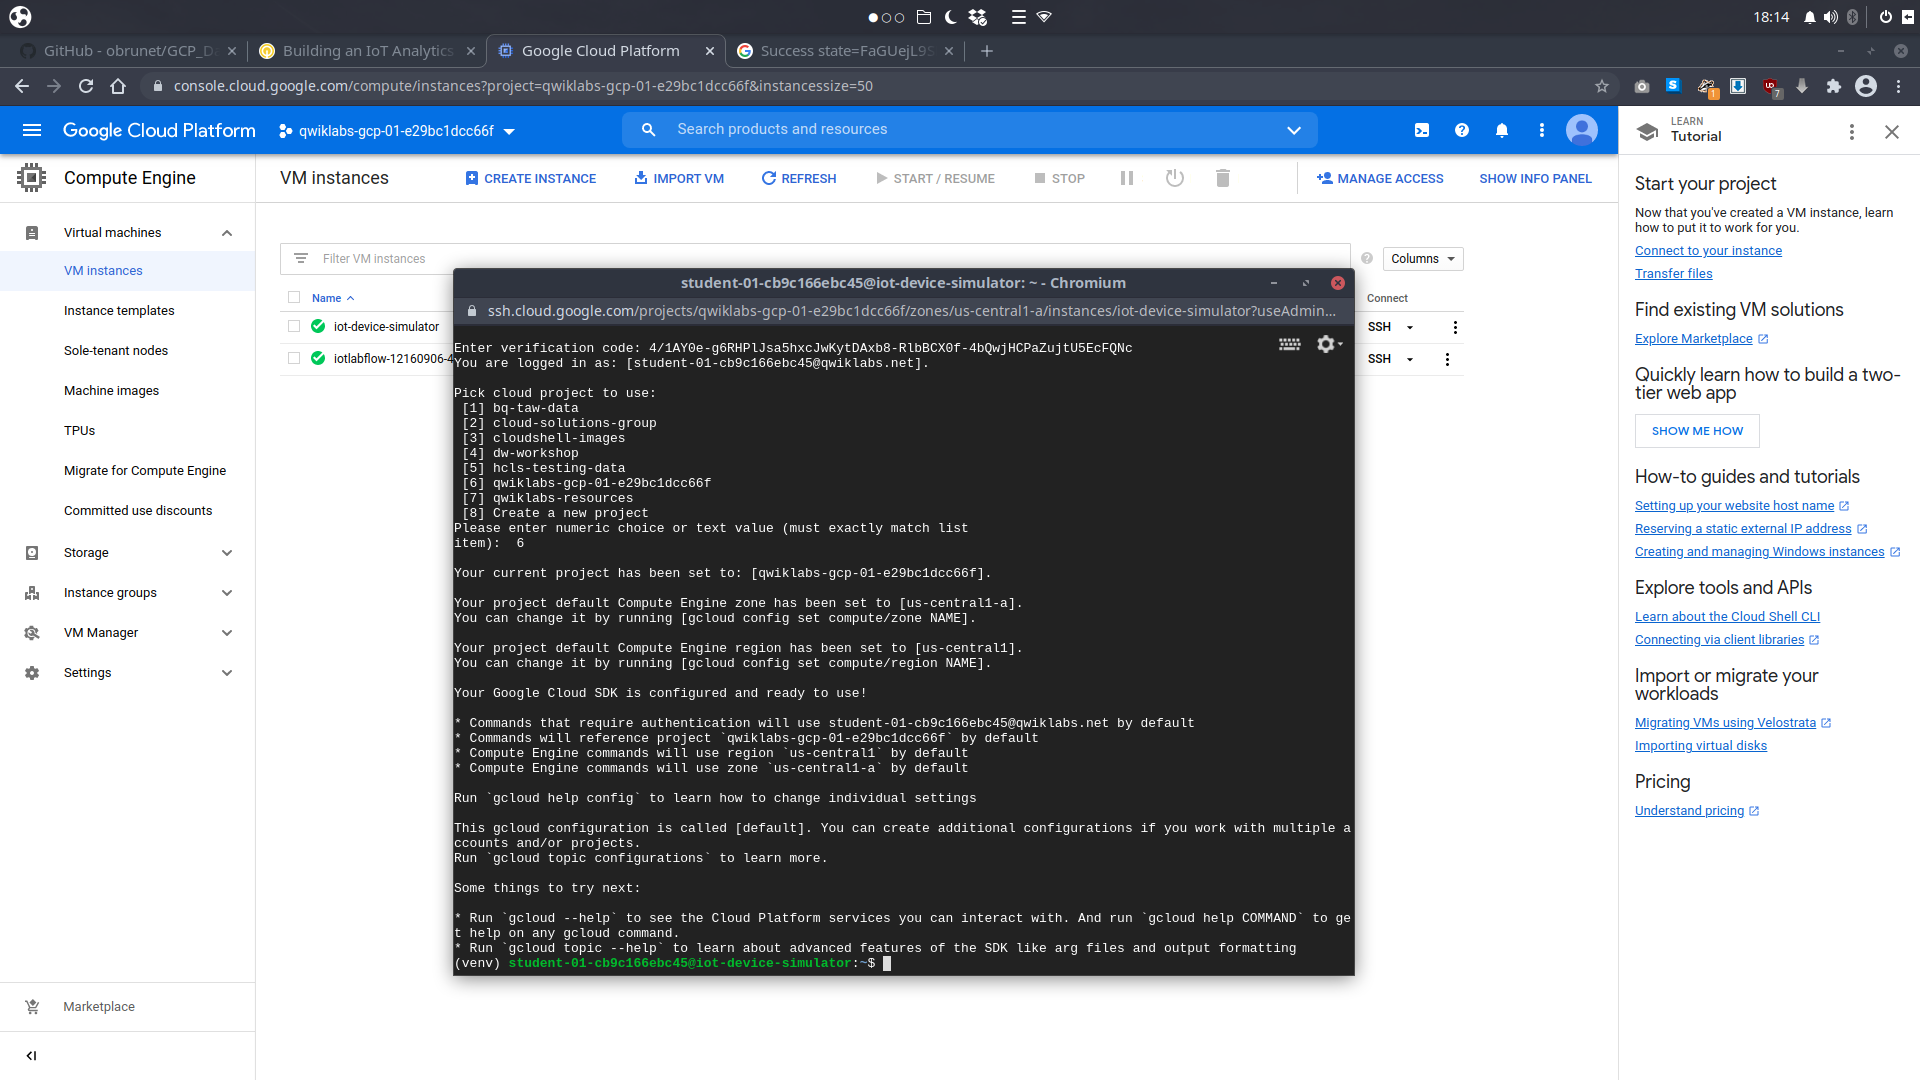 18:14
GitHub - obrunet/GCP_Da
Building an IoT Analytics
Google Cloud Platform
Success state=FaGUejL9S
console.cloud.google.com/compute/instances?project=qwiklabs-gcp-01-e29bc1dcc66f&instancessize=50
1
7
Google Cloud Platform
qwiklabs-gcp-01-e29bc1dcc66f
Search products and resources
LEARN
Tutorial
Compute Engine
VM instances
CREATE INSTANCE
IMPORT VM
REFRESH
START / RESUME
STOP
MANAGE ACCESS
SHOW INFO PANEL
Virtual machines
VM instances
Instance templates
Sole-tenant nodes
Machine images
TPUs
Migrate for Compute Engine
Committed use discounts
Storage
Instance groups
VM Manager
Settings
Marketplace
Filter VM instances
Columns
Name
Connect
iot-device-simulator
SSH
iotlabflow-12160906-4
SSH
student-01-cb9c166ebc45@iot-device-simulator: ~ - Chromium
ssh.cloud.google.com/projects/qwiklabs-gcp-01-e29bc1dcc66f/zones/us-central1-a/instances/iot-device-simulator?useAdmin...
Enter verification code: 4/1AY0e-g6RHPlJsa5hxcJwKytDAxb8-RlbBCX0f-4bQwjHCPaZujtU5EcFQNc
You are logged in as: [student-01-cb9c166ebc45@qwiklabs.net].
Pick cloud project to use:
[1] bq-taw-data
[2] cloud-solutions-group
[3] cloudshell-images
[4] dw-workshop
[5] hcls-testing-data
[6] qwiklabs-gcp-01-e29bc1dcc66f
[7] qwiklabs-resources
[8] Create a new project
Please enter numeric choice or text value (must exactly match list
item):  6
Your current project has been set to: [qwiklabs-gcp-01-e29bc1dcc66f].
Your project default Compute Engine zone has been set to [us-central1-a].
You can change it by running [gcloud config set compute/zone NAME].
Your project default Compute Engine region has been set to [us-central1].
You can change it by running [gcloud config set compute/region NAME].
Your Google Cloud SDK is configured and ready to use!
* Commands that require authentication will use student-01-cb9c166ebc45@qwiklabs.net by default
* Commands will reference project `qwiklabs-gcp-01-e29bc1dcc66f` by default
* Compute Engine commands will use region `us-central1` by default
* Compute Engine commands will use zone `us-central1-a` by default
Run `gcloud help config` to learn how to change individual settings
This gcloud configuration is called [default]. You can create additional configurations if you work with multiple a
ccounts and/or projects.
Run `gcloud topic configurations` to learn more.
Some things to try next:
* Run `gcloud --help` to see the Cloud Platform services you can interact with. And run `gcloud help COMMAND` to ge
t help on any gcloud command.
* Run `gcloud topic --help` to learn about advanced features of the SDK like arg files and output formatting
(venv) student-01-cb9c166ebc45@iot-device-simulator:~$
Start your project
Now that you've created a VM instance, learn
how to put it to work for you.
Connect to your instance
Transfer files
Find existing VM solutions
Explore Marketplace
Quickly learn how to build a two-
tier web app
SHOW ME HOW
How-to guides and tutorials
Setting up your website host name
Reserving a static external IP address
Creating and managing Windows instances
Explore tools and APIs
Learn about the Cloud Shell CLI
Connecting via client libraries
Import or migrate your
workloads
Migrating VMs using Velostrata
Importing virtual disks
Pricing
Understand pricing